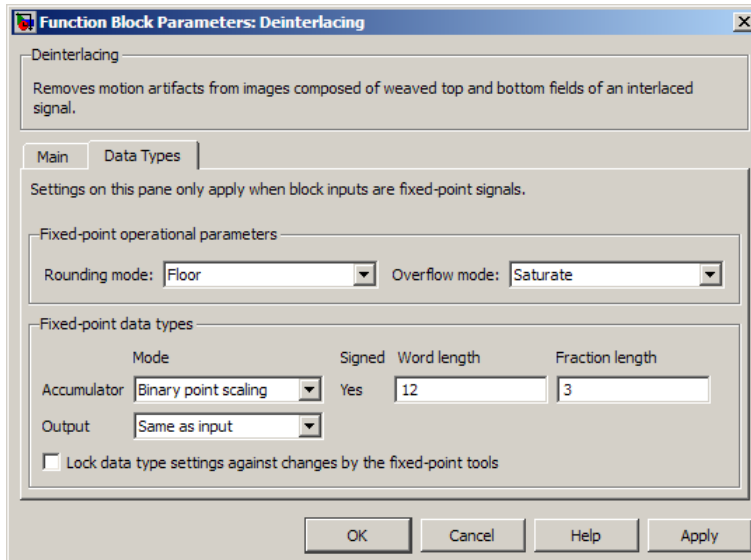 Function Block Parameters: Deinterlacing
Deinterlacing
Removes motion artifacts from images composed of weaved top and bottom fields of an interlaced
signal.
Main Data Types
Settings on this pane only apply when block inputs are fixed-point signals.
Fixed-point operational parameters
Rounding mode: Floor Overflow mode: Saturate
Fixed-point data types
Mode Signed Word length Fraction length
Accumulator Binary point scaling Yes 12 3
Output Same as input
Lock data type settings against changes by the fixed-point tools
OK Cancel Help Apply